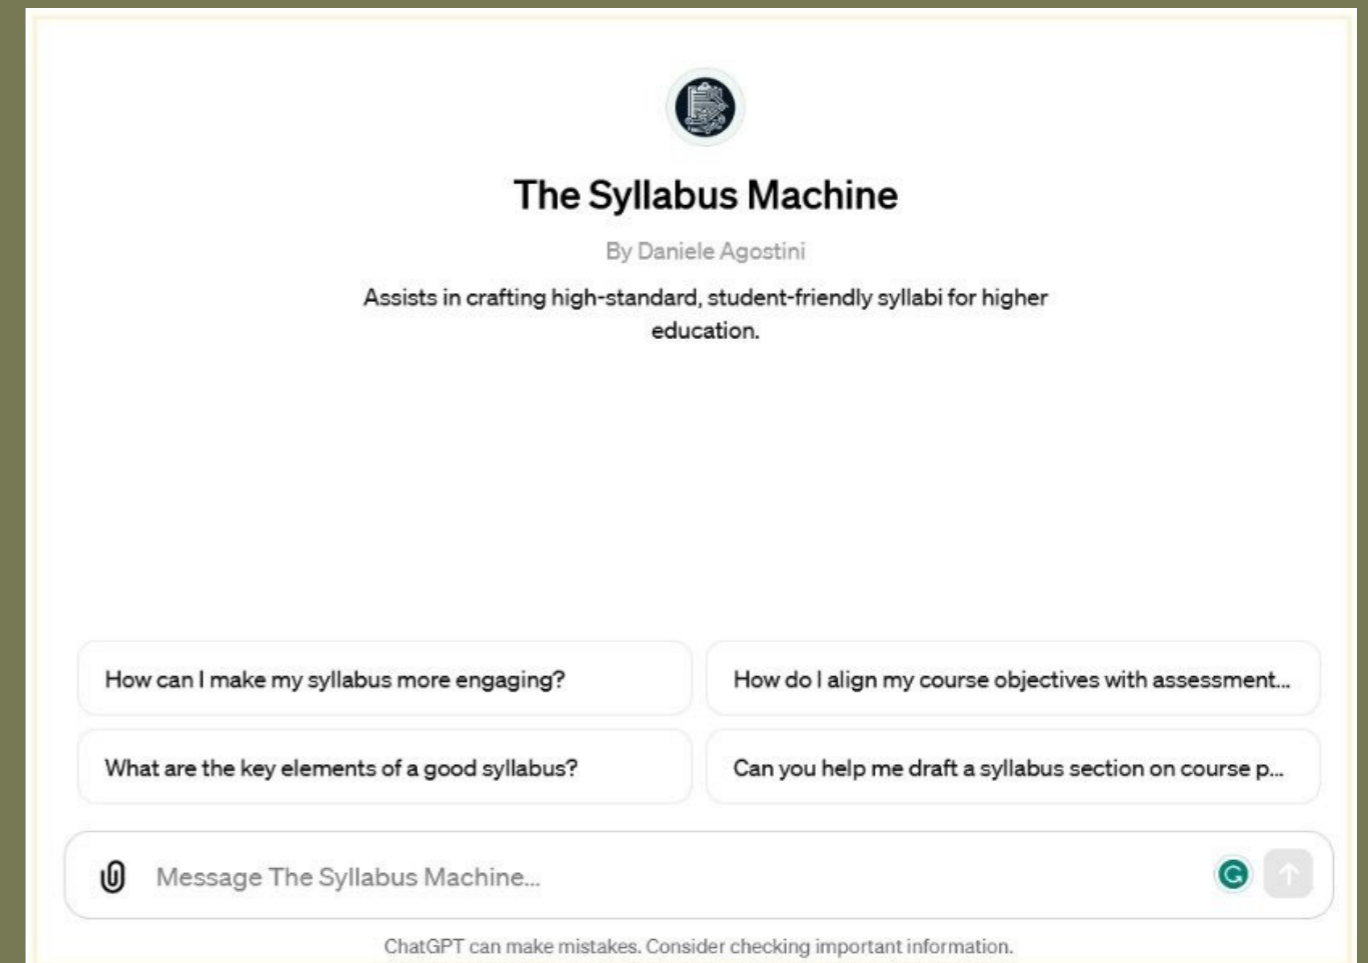 The Syllabus Machine
By Daniele Agostini
Assists in crafting high-standard, student-friendly syllabi for higher
education.
How can I make my syllabus more engaging?
How do I align my course objectives with assessment...
What are the key elements of a good syllabus?
Can you help me draft a syllabus section on course p...
Message The Syllabus Machine...
ChatGPT can make mistakes. Consider checking important information.